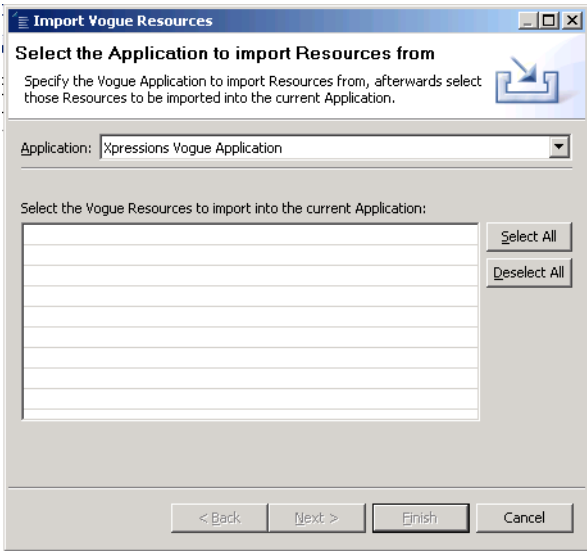 Import Vogue Resources
Select the Application to import Resources from
Specify the Vogue Application to import Resources from, afterwards select
those Resources to be imported into the current Application.
Application: Xpressions Vogue Application
Select the Vogue Resources to import into the current Application:
Select All
Deselect All
< Back Next > Finish Cancel